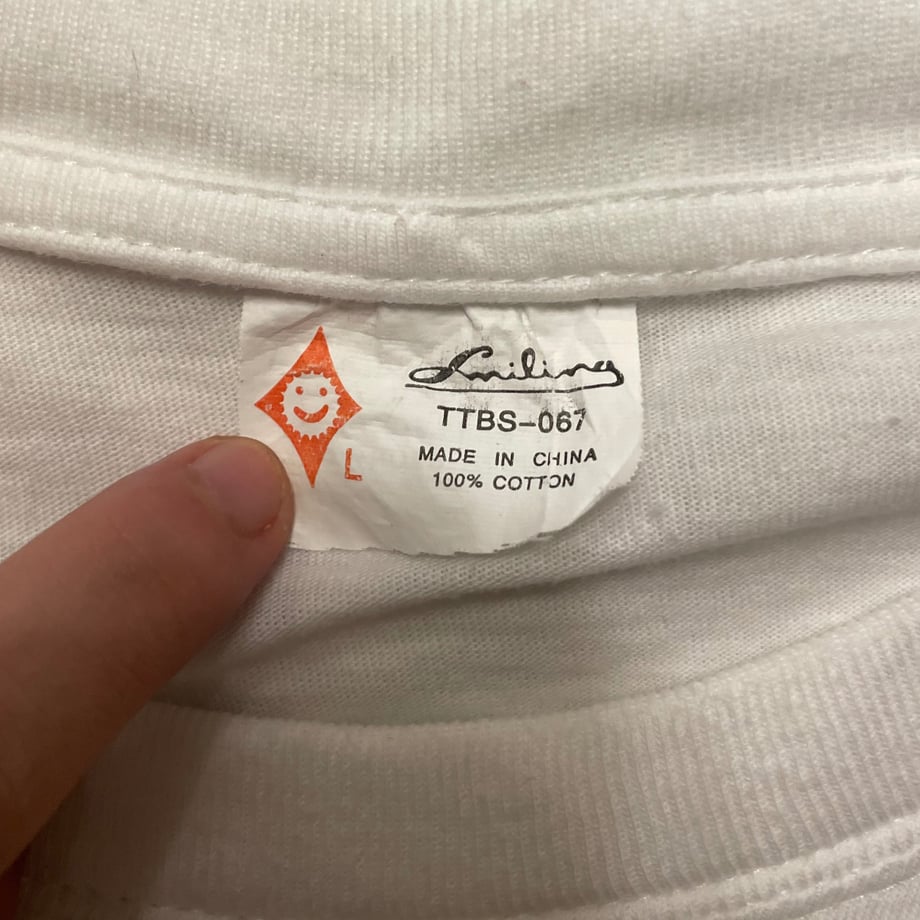 Smiling
TTBS-067
L
MADE IN CHINA
100% COTTON